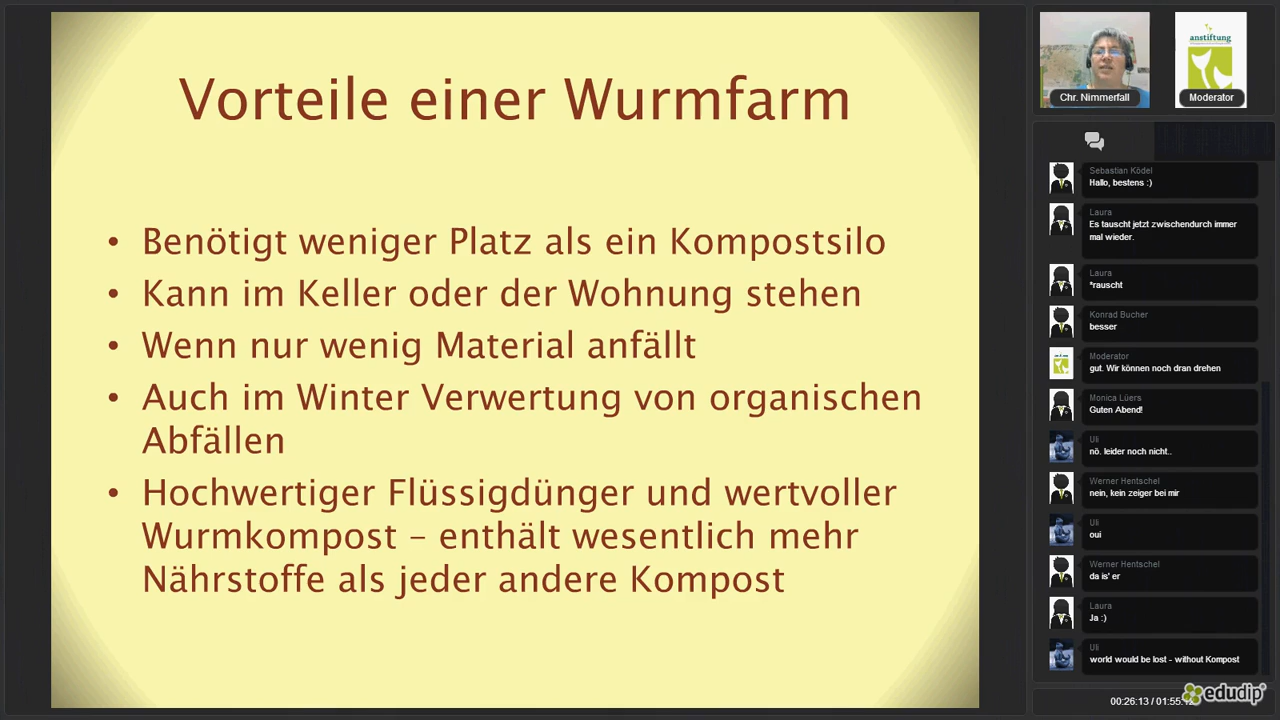 Vorteile einer Wurmfarm
• Benötigt weniger Platz als ein Kompostsilo
• Kann im Keller oder der Wohnung stehen
• Wenn nur wenig Material anfällt
• Auch im Winter Verwertung von organischen
Abfällen
• Hochwertiger Flüssigdünger und wertvoller
Wurmkompost – enthält wesentlich mehr
Nährstoffe als jeder andere Kompost
Chr. Nimmerfall
anstiftung
Moderator
Sebastian Ködel
Hallo, bestens :)
Laura
Es tauscht jetzt zwischendurch immer
mal wieder.
Laura
*rauscht
Konrad Bucher
besser
Moderator
gut. Wir können noch dran drehen
Monica Lüers
Guten Abend!
Uli
nö. leider noch nicht..
Werner Hentschel
nein, kein zeiger bei mir
Uli
oui
Werner Hentschel
da is' er
Laura
Ja :)
Uli
world would be lost - without Kompost
00:26:13 / 01:55:
edudip